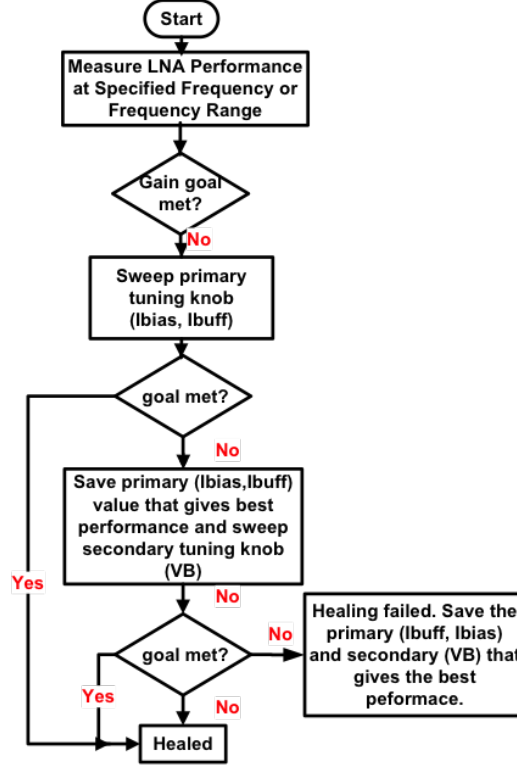 Start
Measure LNA Performance
at Specified Frequency or
Frequency Range
Gain goal
met?
No
Sweep primary
tuning knob
(Ibias, Ibuff)
goal met?
No
Save primary (Ibias,Ibuff)
value that gives best
performance and sweep
secondary tuning knob
(VB)
Yes
No
Healing failed. Save the
primary (Ibuff, Ibias)
and secondary (VB) that
gives the best
peformace.
No
goal met?
Yes
No
Healed